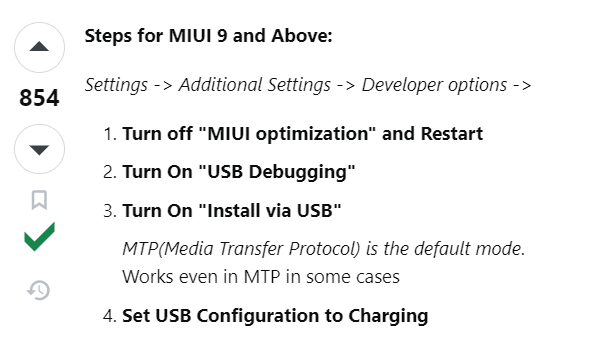 Steps for MIUI 9 and Above:
Settings -> Additional Settings -> Developer options ->
854
1. Turn off "MIUI optimization" and Restart
2. Turn On "USB Debugging"
3. Turn On "Install via USB"
MTP(Media Transfer Protocol) is the default mode.
Works even in MTP in some cases
4. Set USB Configuration to Charging